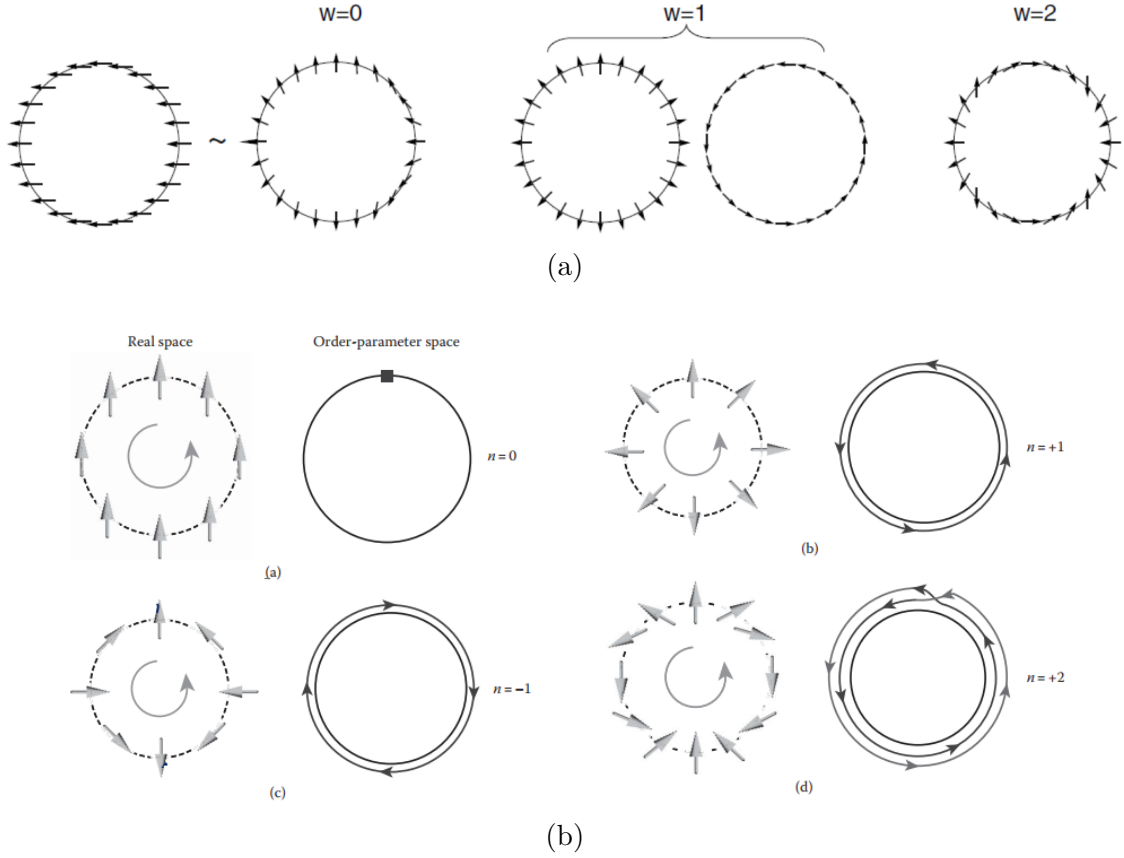 w=0
w=1
w=2
~
(a)
Real space
Order-parameter space
n = 0
n = +1
(a)
(b)
n = −1
n = +2
(c)
(d)
(b)